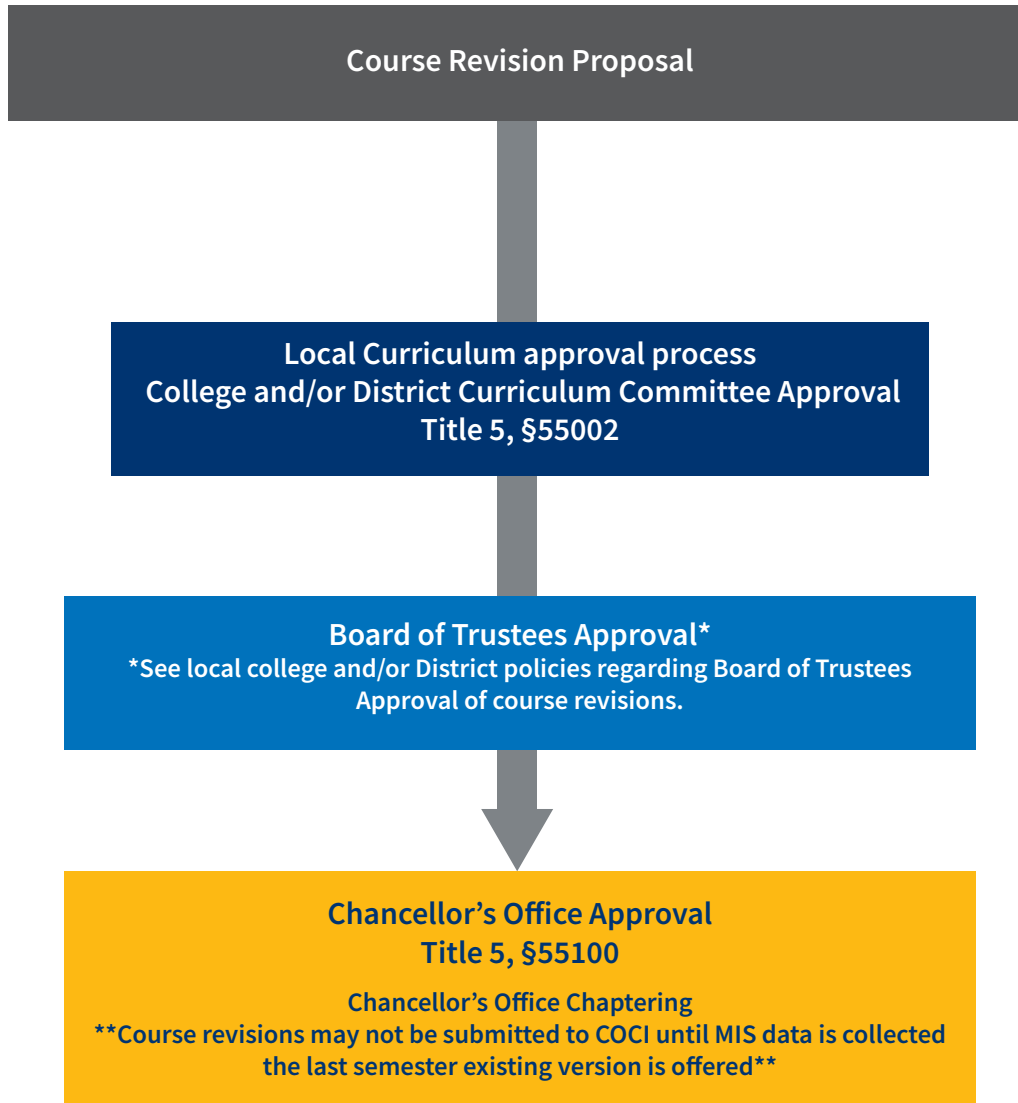 Course Revision Proposal
Local Curriculum approval process
College and/or District Curriculum Committee Approval
Title 5, §55002
Board of Trustees Approval*
*See local college and/or District policies regarding Board of Trustees
Approval of course revisions.
Chancellor’s Office Approval
Title 5, §55100
Chancellor’s Office Chaptering
**Course revisions may not be submitted to COCI until MIS data is collected
the last semester existing version is offered**